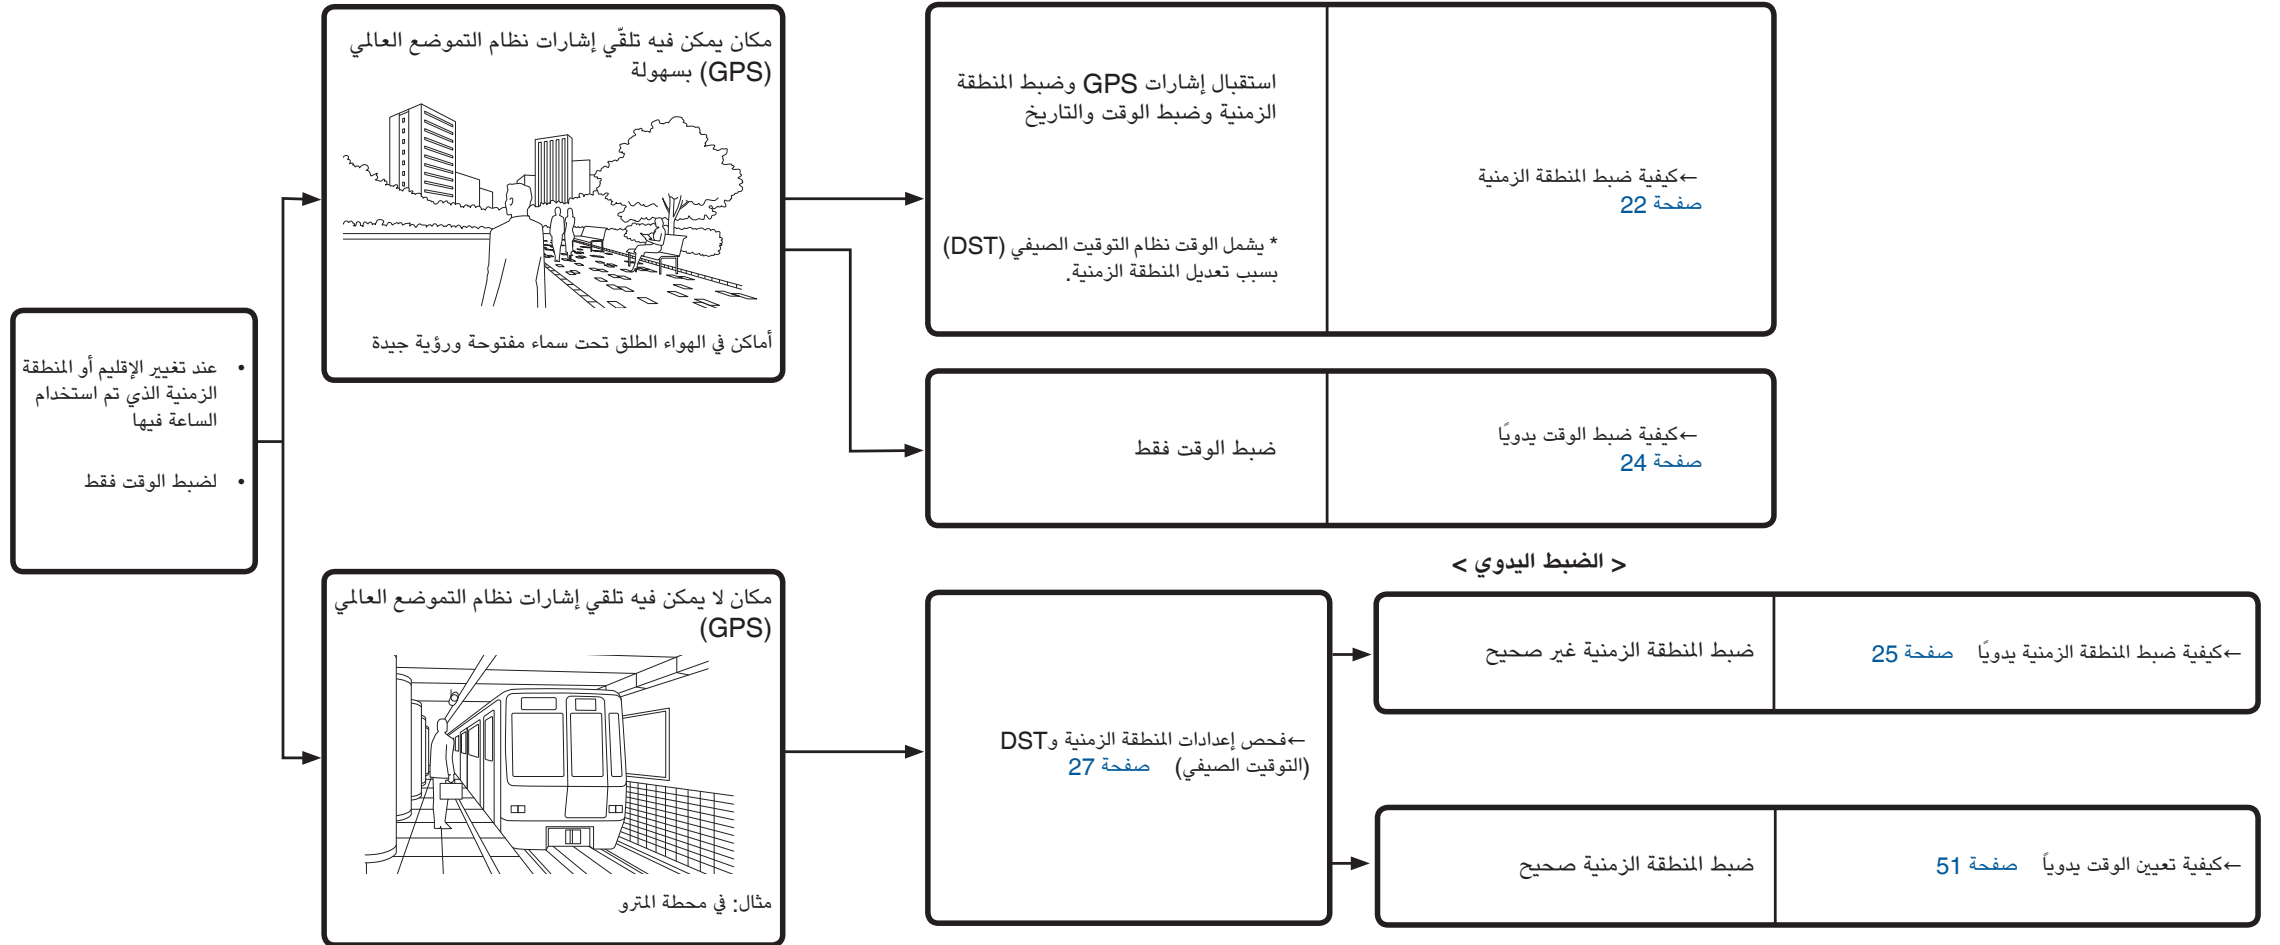 • عند تغيير الإقليم أو المنطقة
الزمنية الذي تم استخدام
الساعة فيها
• لضبط الوقت فقط
مكان يمكن فيه تلقّي إشارات نظام التموضع العالمي
(GPS) بسهولة
أماكن في الهواء الطلق تحت سماء مفتوحة ورؤية جيدة
استقبال إشارات GPS وضبط المنطقة
الزمنية وضبط الوقت والتاريخ
* يشمل الوقت نظام التوقيت الصيفي (DST)
بسبب تعديل المنطقة الزمنية.
←كيفية ضبط المنطقة الزمنية
صفحة 22
ضبط الوقت فقط
←كيفية ضبط الوقت يدويًا
صفحة 24
مكان لا يمكن فيه تلقي إشارات نظام التموضع العالمي
(GPS)
مثال: في محطة المترو
←فحص إعدادات المنطقة الزمنية وDST
(التوقيت الصيفي) صفحة 27
< الضبط اليدوي >
ضبط المنطقة الزمنية غير صحيح
←كيفية ضبط المنطقة الزمنية يدويًا صفحة 25
ضبط المنطقة الزمنية صحيح
←كيفية تعيين الوقت يدوياً صفحة 51